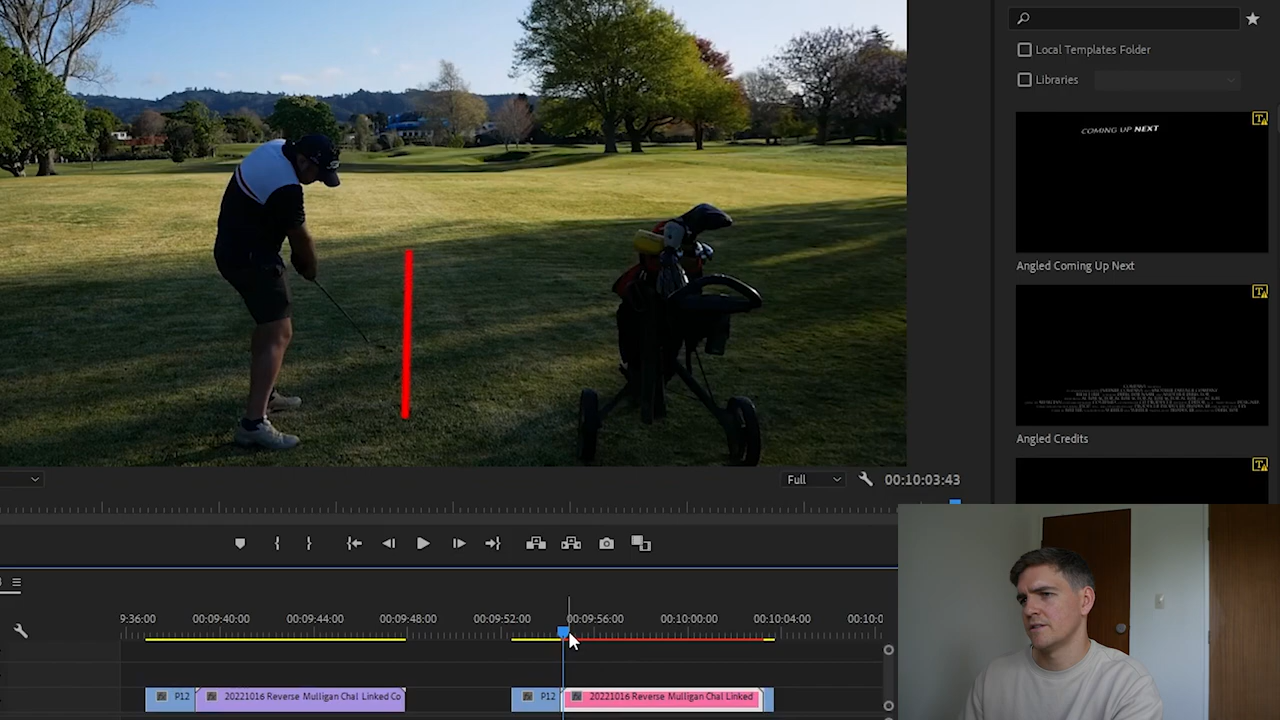 Local Templates Folder
Libraries
COMING UP NEXT
Angled Coming Up Next
Angled Credits
Full
00:10:03:43
9:36:00 00:09:40:00 00:09:44:00 00:09:48:00 00:09:52:00 00:09:56:00 00:10:00:00 00:10:04:00 00:10:0
P12 20221016 Reverse Mulligan Chal Linked Co P12 20221016 Reverse Mulligan Chal Linked